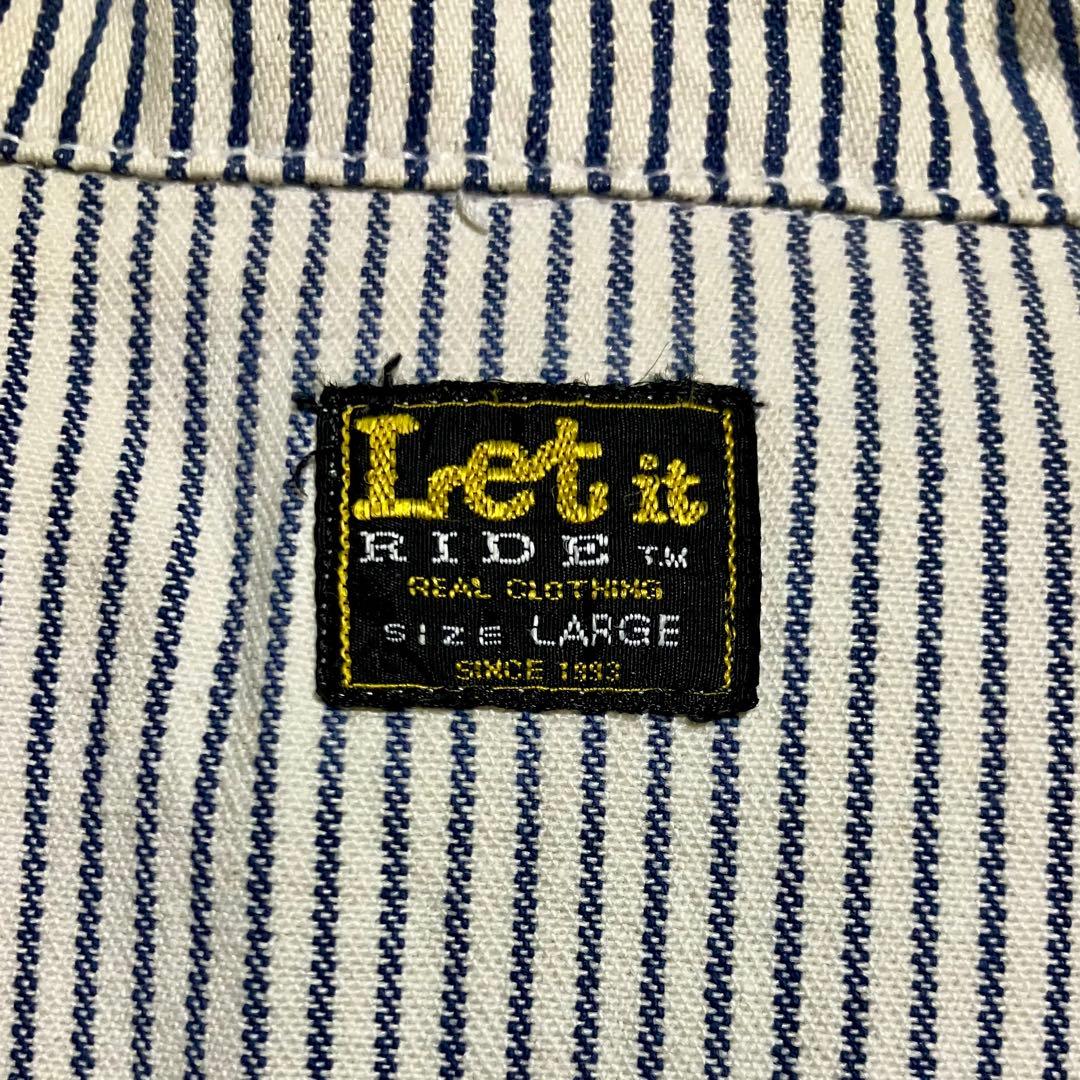 Let it
RIDE TM
REAL CLOTHING
SIZE LARGE
SINCE 1993